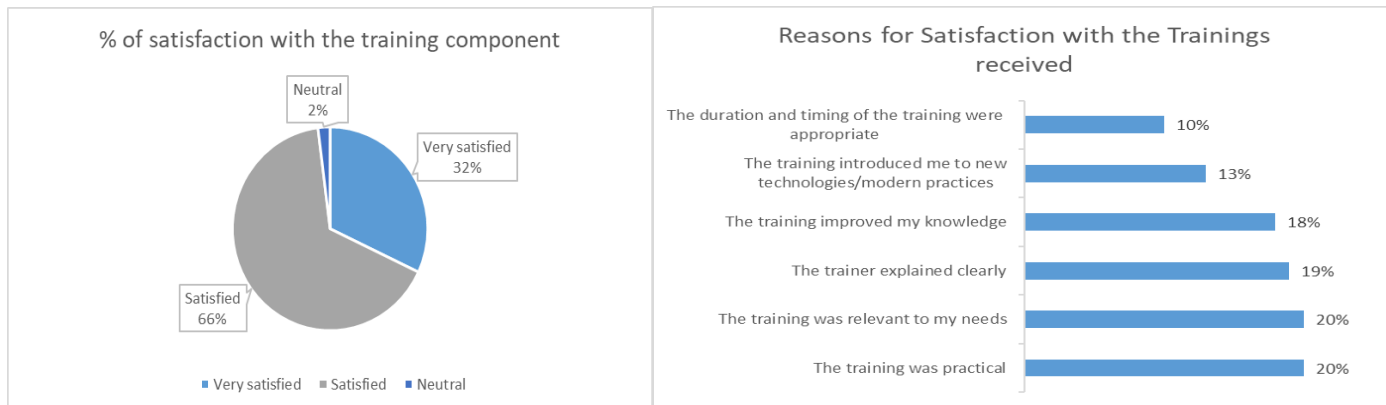 % of satisfaction with the training component
Neutral
2%
Very satisfied
32%
Satisfied
66%
Very satisfied
Satisfied
Neutral
Reasons for Satisfaction with the Trainings
received
The duration and timing of the training were
appropriate
10%
The training introduced me to new
technologies/modern practices
13%
The training improved my knowledge
18%
The trainer explained clearly
19%
The training was relevant to my needs
20%
The training was practical
20%